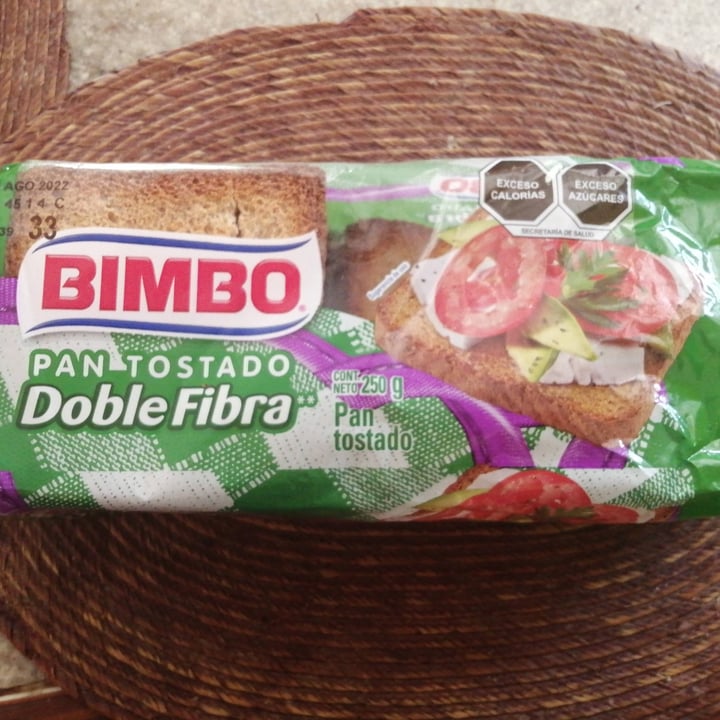 AGO 2022
4514 C
39 33
BIMBO
PAN TOSTADO
Doble Fibra**
CONT.
NETO 250 g
Pan
tostado
EXCESO
CALORÍAS
EXCESO
AZÚCARES
SECRETARÍA DE SALUD